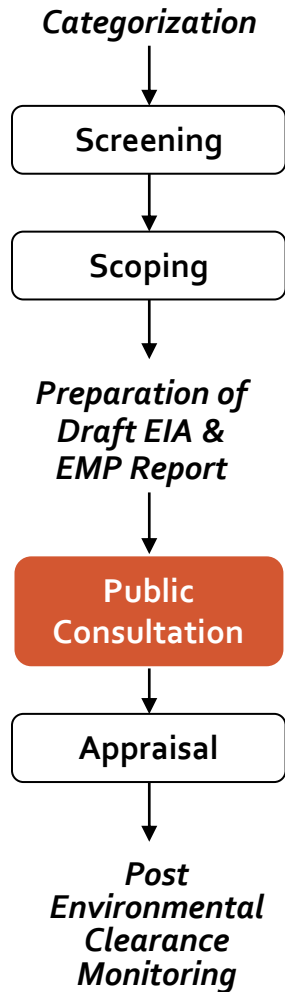 Categorization
Screening
Scoping
Preparation of
Draft EIA &
EMP Report
Public
Consultation
Appraisal
Post
Environmental
Clearance
Monitoring